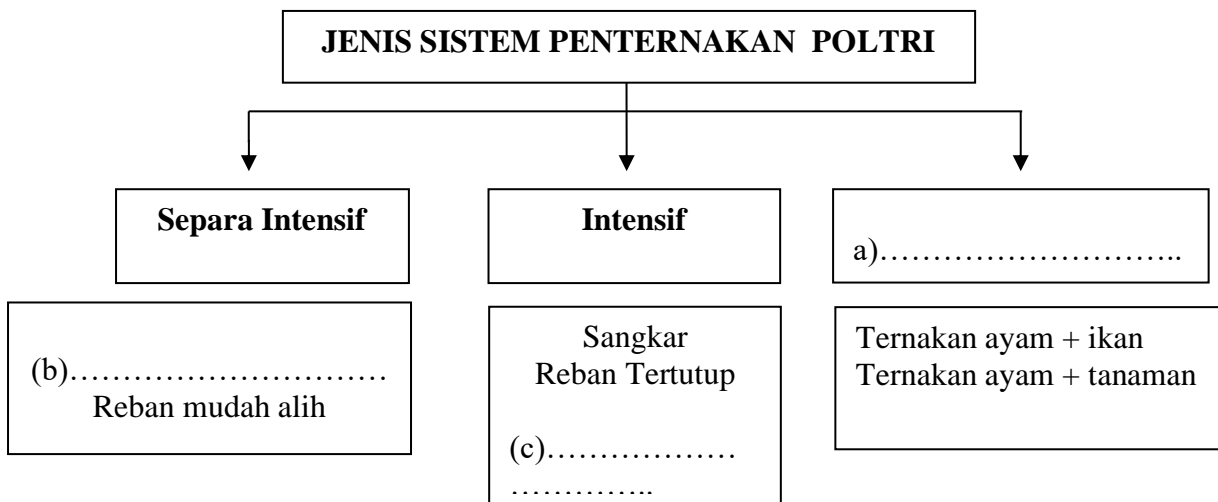 JENIS SISTEM PENTERNAKAN POLTRI
Separa Intensif
Intensif
a)………………………..
(b)…………………………
Reban mudah alih
Sangkar
Reban Tertutup
(c)………………
…………..
Ternakan ayam + ikan
Ternakan ayam + tanaman